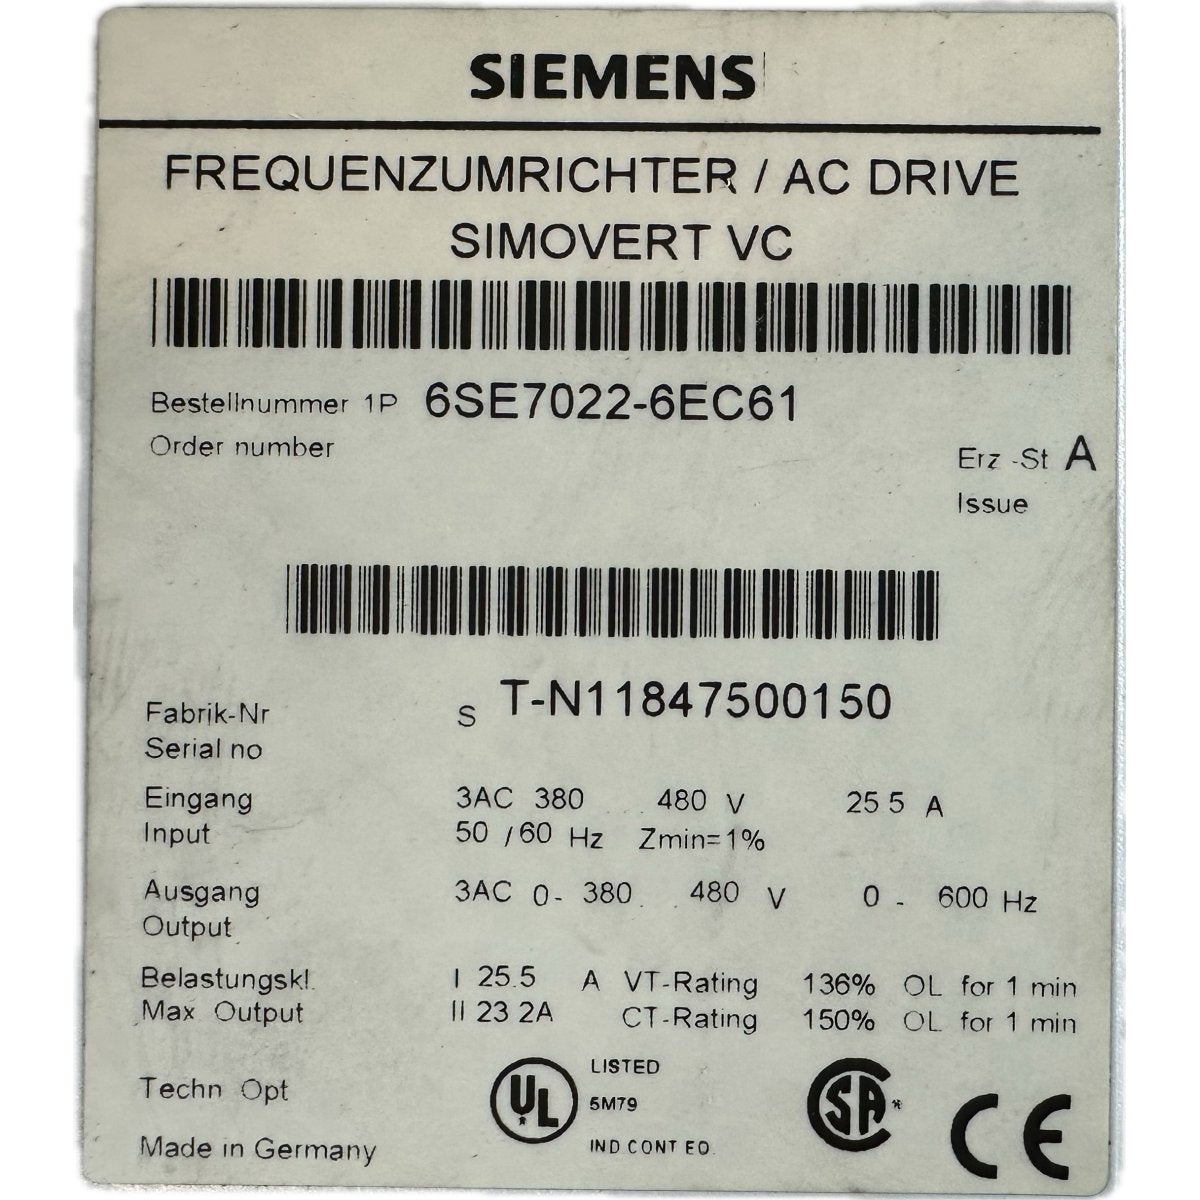 SIEMENS
FREQUENZUMRICHTER / AC DRIVE
SIMOVERT VC
Bestellnummer 1P 6SE7022-6EC61
Order number
Erz -St A
Issue
Fabrik-Nr S T-N11847500150
Serial no
Eingang 3AC 380 480 V 25 5 A
Input 50 /60 Hz Zmin=1%
Ausgang 3AC 0- 380. . 480 V 0 - 600 Hz
Output
Belastungskl. I 25.5 A VT-Rating 136% OL for 1 min
Max Output II 23 2A CT-Rating 150% OL for 1 min
Techn Opt
UL LISTED
5M79
IND CONT EQ.
SA
CE
Made in Germany